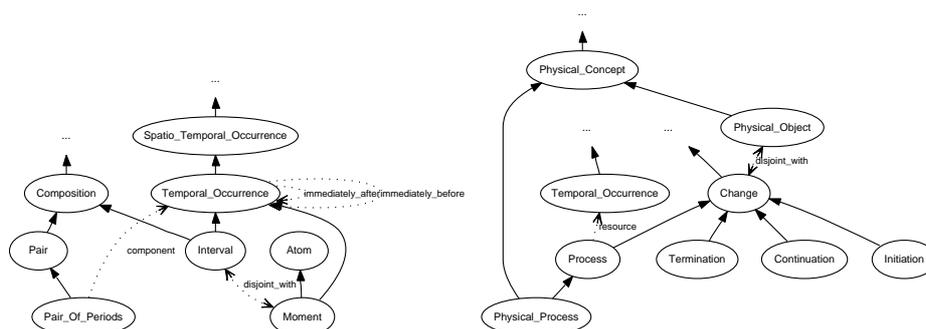 ...
Physical_Concept
...
Spatio_Temporal_Occurrence
Physical_Object
...
...
...
disjoint_with
Composition
Temporal_Occurrence
immediately_after
immediately_before
Temporal_Occurrence
Change
resource
Pair
component
Interval
Atom
Process
Termination
Continuation
Initiation
disjoint_with
Pair_Of_Periods
Moment
Physical_Process